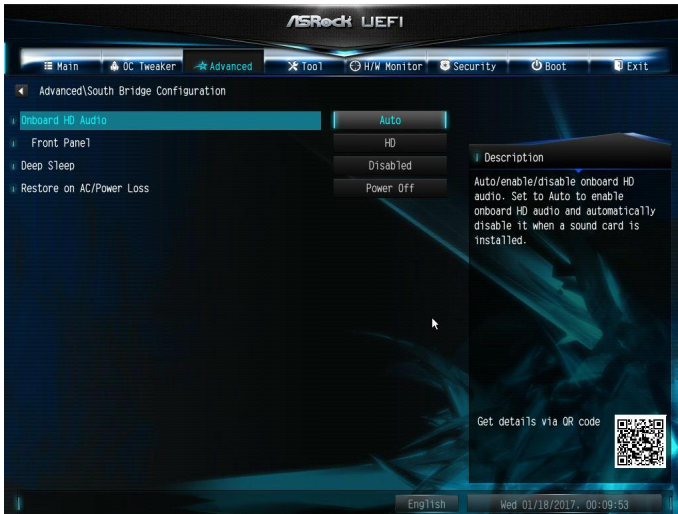 ASRock UEFI
Main OC Tweaker Advanced Tool H/W Monitor Security Boot Exit
Advanced\South Bridge Configuration
Onboard HD Audio Auto
Front Panel HD
Deep Sleep Disabled
Restore on AC/Power Loss Power Off
Description
Auto/enable/disable onboard HD
audio. Set to Auto to enable
onboard HD audio and automatically
disable it when a sound card is
installed.
Get details via QR code
English Wed 01/18/2017, 00:09:53